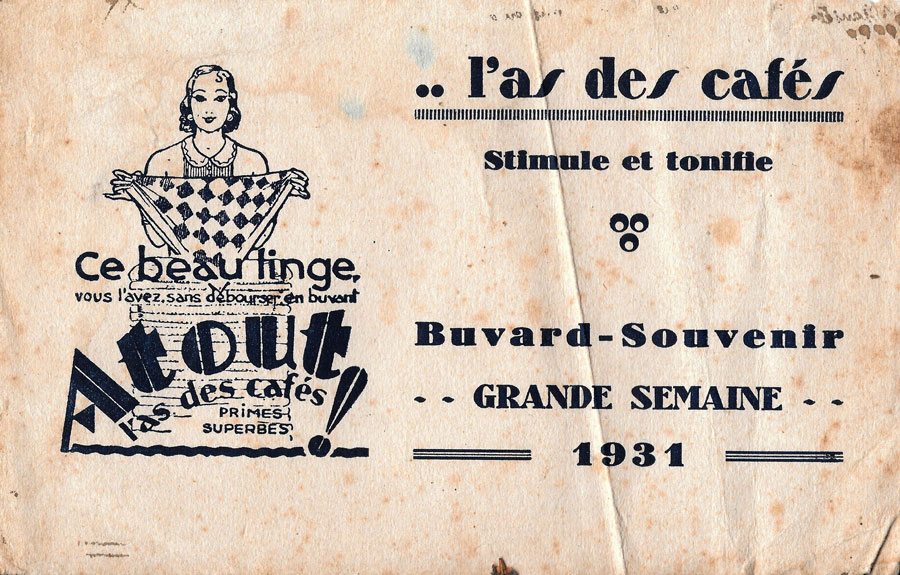 Ce beau linge,
vous l'avez, sans débourser, en buvant
Atout !
l'as des cafés
PRIMES
SUPERBES
.. l'as des cafés
Stimule et tonifie
Buvard-Souvenir
- - GRANDE SEMAINE - -
1931